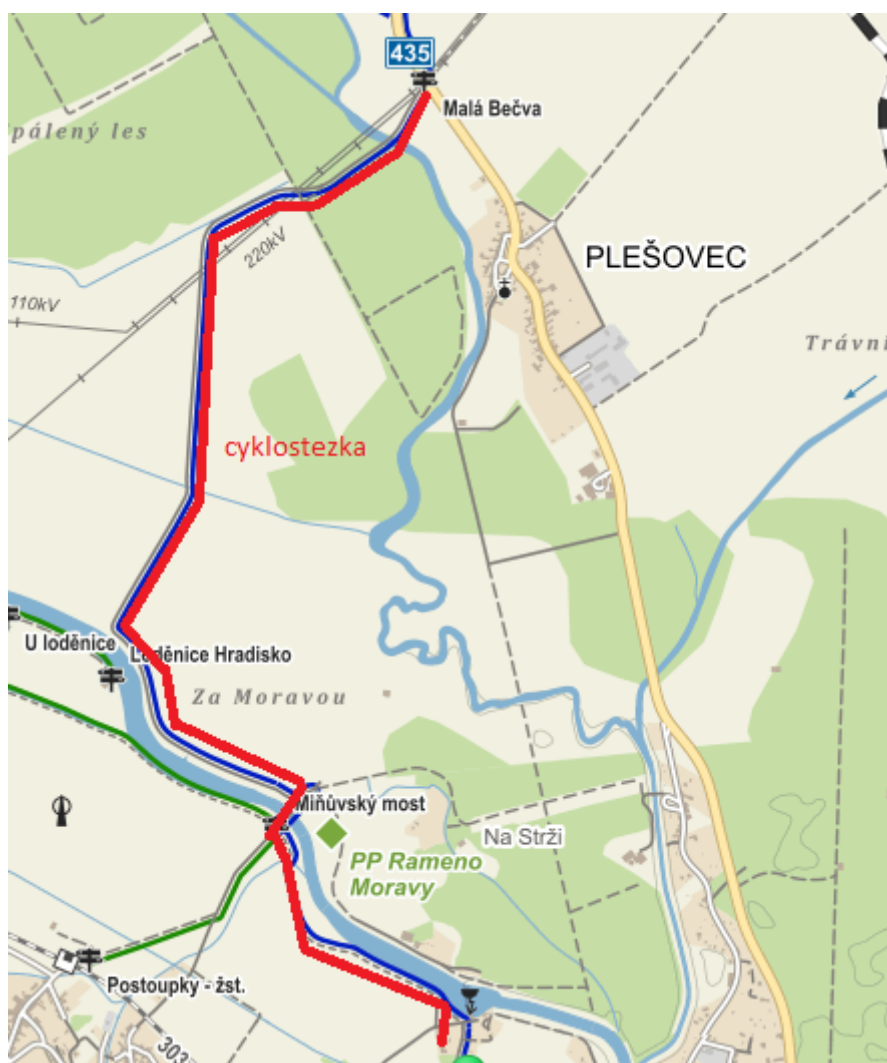 435
Malá Bečva
pálený les
220kV
PLEŠOVEC
110kV
Trávni
cyklostezka
U loděnice
Loděnice Hradisko
Za Moravou
Miňůvský most
Na Strži
PP Rameno
Moravy
Postoupky - žst.
303